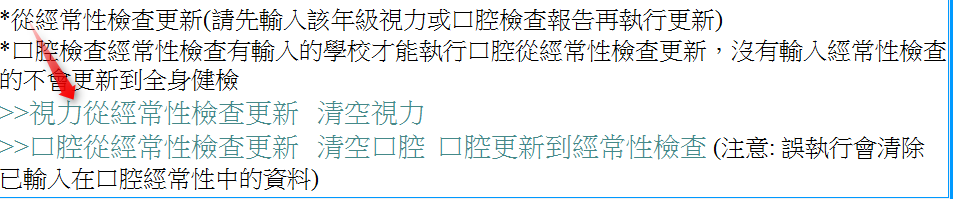 *從經常性檢查更新(請先輸入該年級視力或口腔檢查報告再執行更新)
*口腔檢查經常性檢查有輸入的學校才能執行口腔從經常性檢查更新，沒有輸入經常性檢查
的不會更新到全身健檢
>>視力從經常性檢查更新 清空視力
>>口腔從經常性檢查更新 清空口腔 口腔更新到經常性檢查 (注意: 誤執行會清除
已輸入在口腔經常性中的資料)